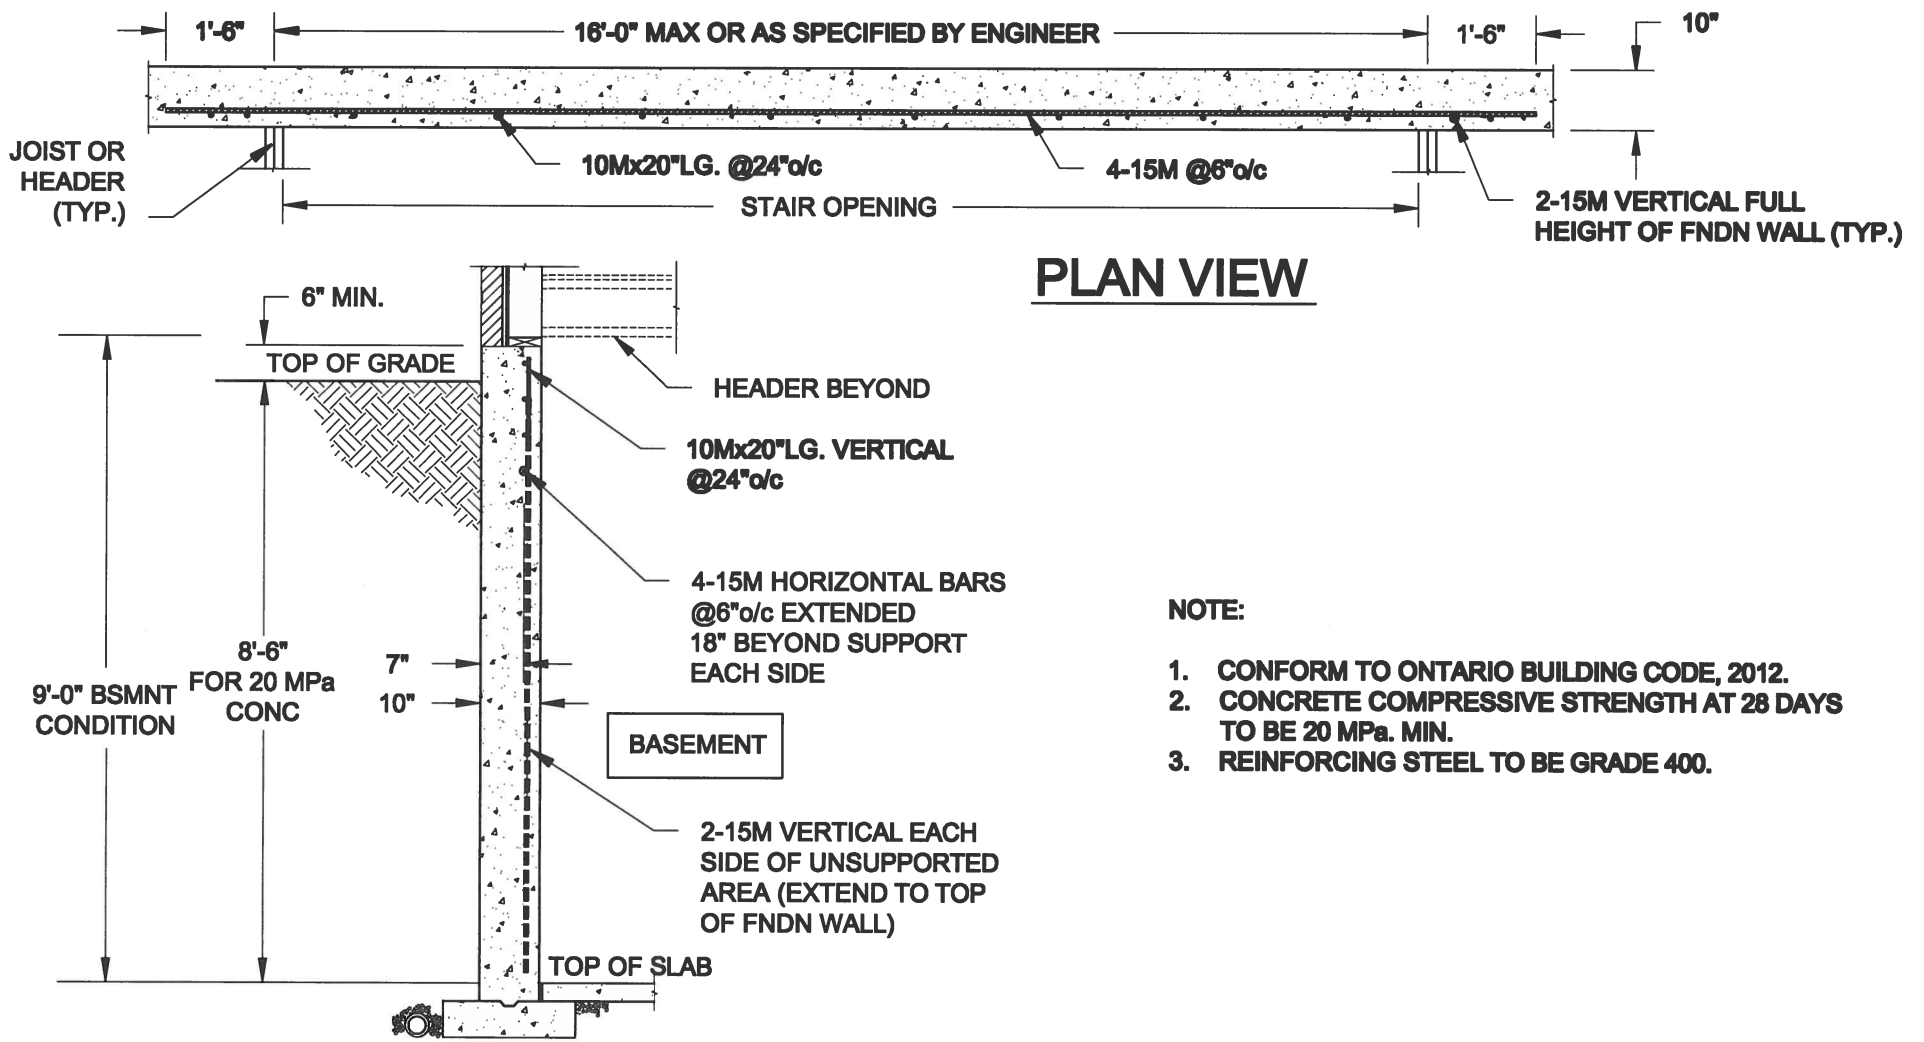 1'-6"
16'-0" MAX OR AS SPECIFIED BY ENGINEER
1'-6"
10"
JOIST OR
HEADER
(TYP.)
10Mx20"LG. @24"o/c
4-15M @6"o/c
STAIR OPENING
2-15M VERTICAL FULL
HEIGHT OF FNDN WALL (TYP.)
PLAN VIEW
6" MIN.
TOP OF GRADE
HEADER BEYOND
10Mx20"LG. VERTICAL
@24"o/c
4-15M HORIZONTAL BARS
@6"o/c EXTENDED
18" BEYOND SUPPORT
EACH SIDE
9'-0" BSMNT
CONDITION
8'-6"
FOR 20 MPa
CONC
7"
10"
BASEMENT
2-15M VERTICAL EACH
SIDE OF UNSUPPORTED
AREA (EXTEND TO TOP
OF FNDN WALL)
TOP OF SLAB
NOTE:
1. CONFORM TO ONTARIO BUILDING CODE, 2012.
2. CONCRETE COMPRESSIVE STRENGTH AT 28 DAYS
TO BE 20 MPa. MIN.
3. REINFORCING STEEL TO BE GRADE 400.